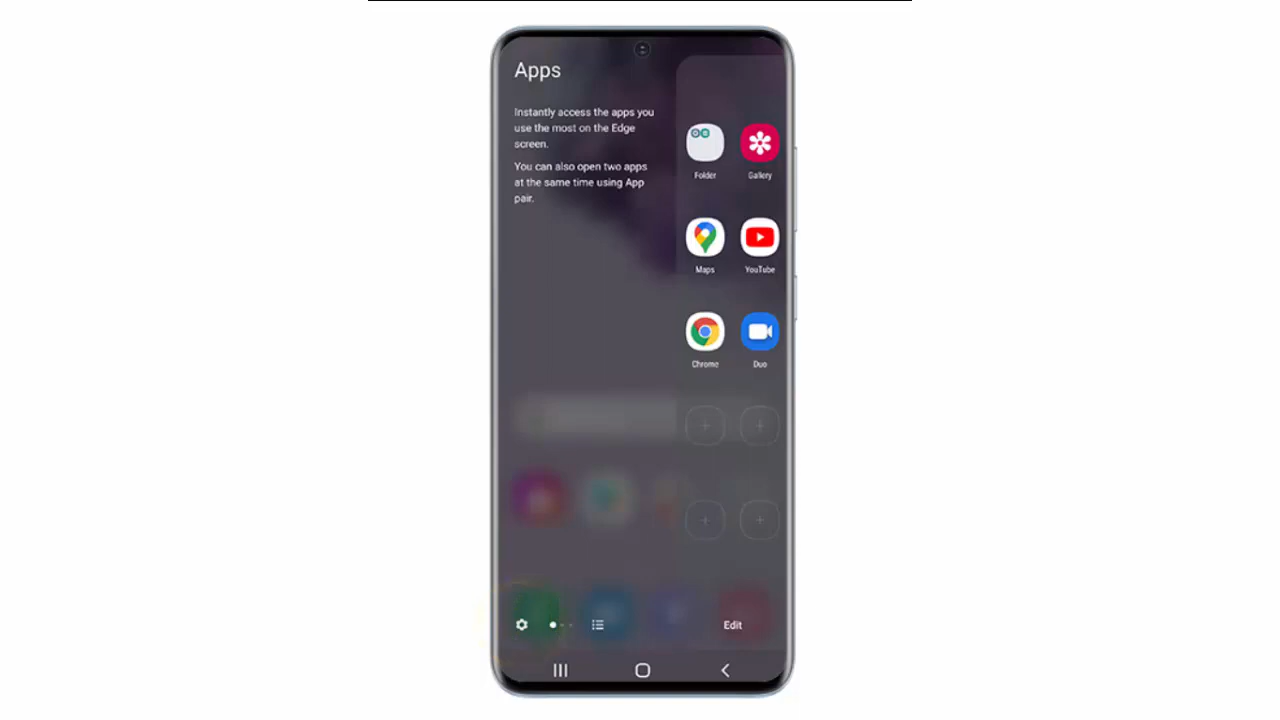 Apps
Instantly access the apps you
use the most on the Edge
screen.
You can also open two apps
at the same time using App
pair.
Folder
Gallery
Maps
YouTube
Chrome
Duo
Edit